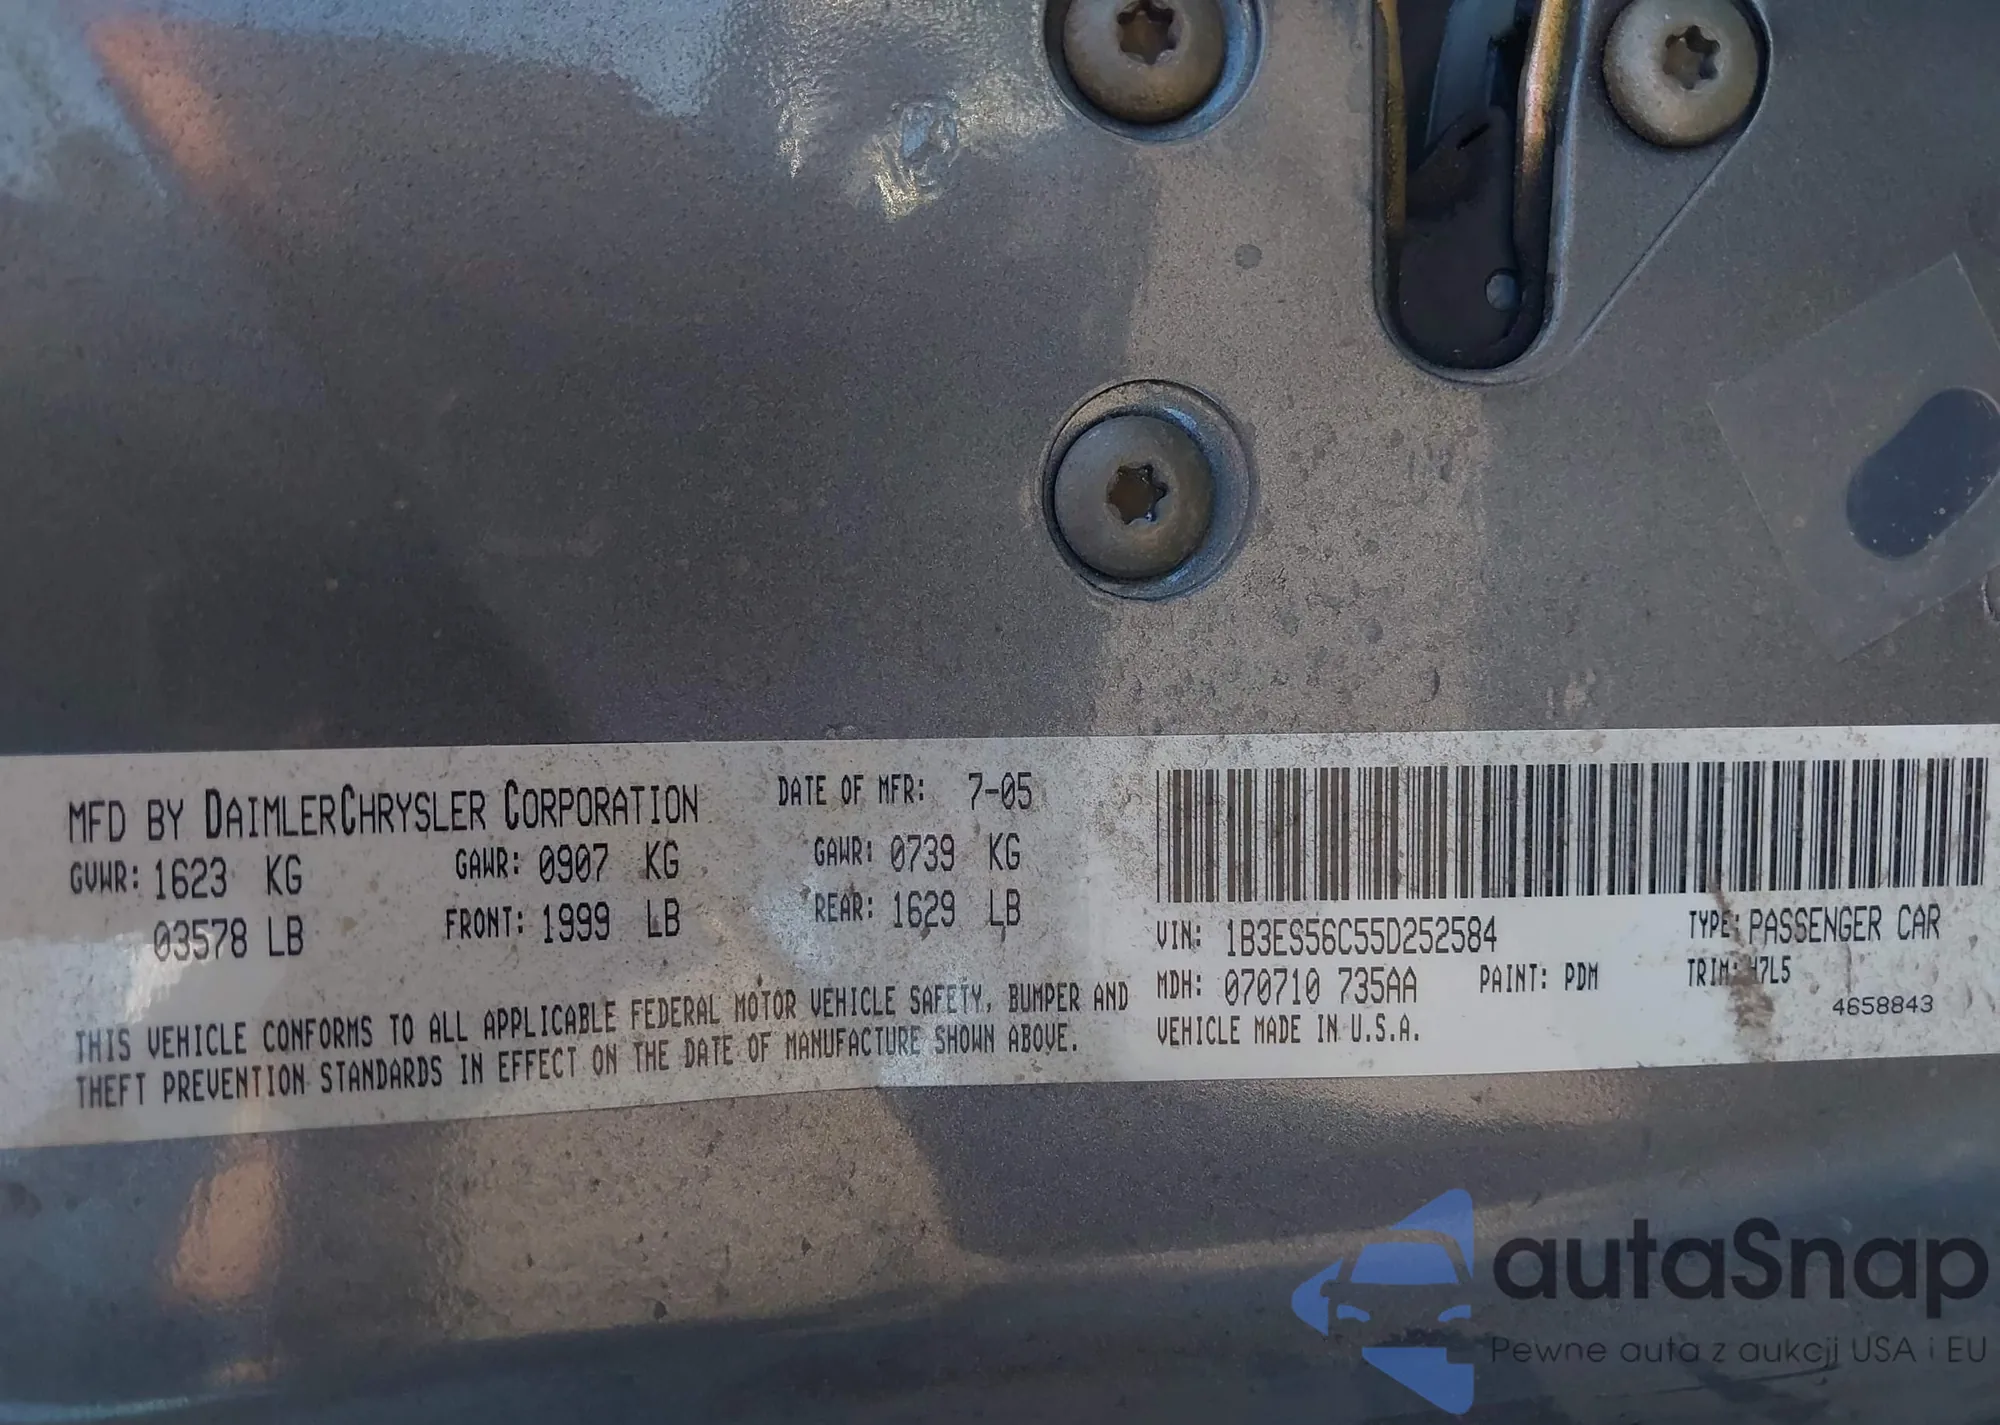 MFD BY DAIMLERCHRYSLER CORPORATION DATE OF MFR: 7-05
GVWR: 1623 KG GAWR: 0907 KG GAWR: 0739 KG
03578 LB FRONT: 1999 LB REAR: 1629 LB
THIS VEHICLE CONFORMS TO ALL APPLICABLE FEDERAL MOTOR VEHICLE SAFETY, BUMPER AND
THEFT PREVENTION STANDARDS IN EFFECT ON THE DATE OF MANUFACTURE SHOWN ABOVE.
VIN: 1B3ES56C55D252584 TYPE: PASSENGER CAR
MDH: 070710 735AA PAINT: PDM TRIM:
4658843
VEHICLE MADE IN U.S.A.
autaSnap
Pewne auta z aukcji USA i EU